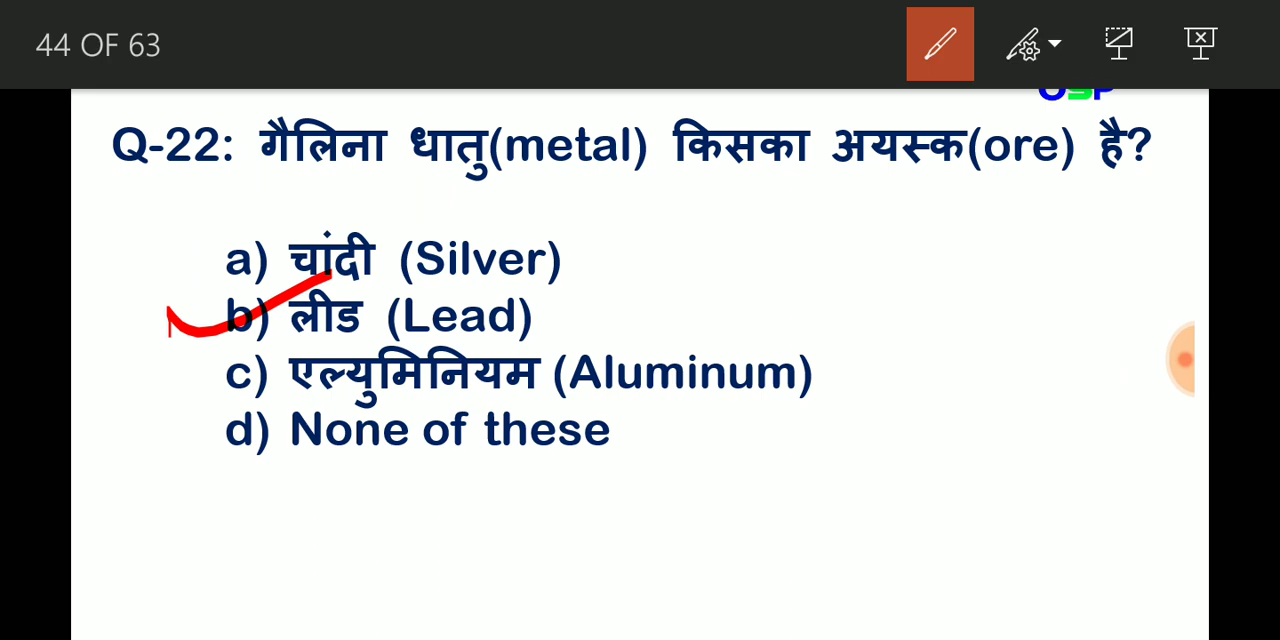 44 OF 63
Q-22: गैलिना धातु(metal) किसका अयस्क(ore) है?
a) चांदी (Silver)
b) लीड (Lead)
c) एल्युमिनियम (Aluminum)
d) None of these